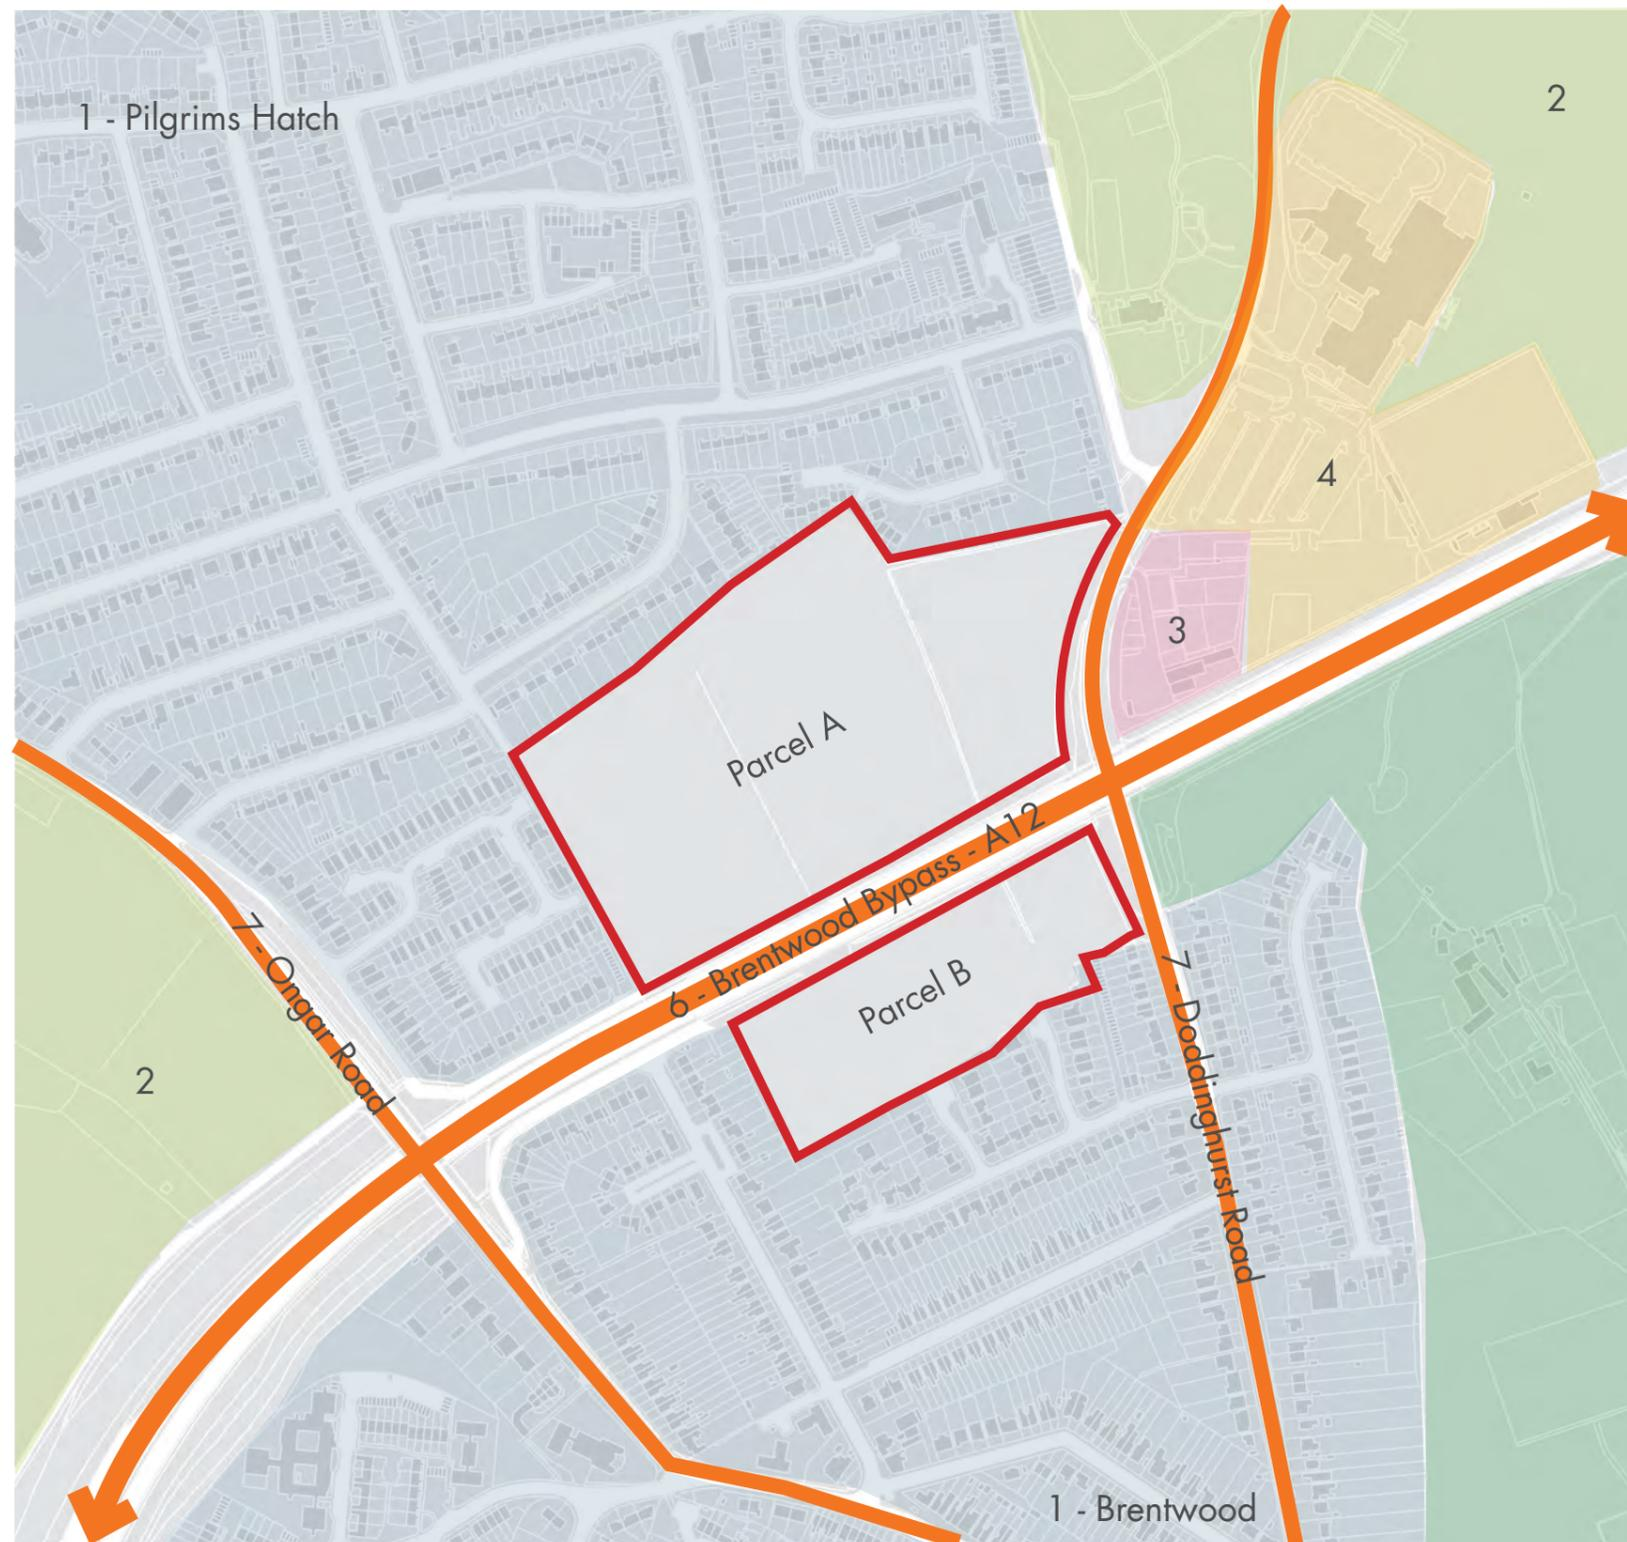 2
1 - Pilgrims Hatch
4
3
Parcel A
6 - Brentwood Bypass - A12
7 - Ongar Road
Parcel B
7 - Doddinghurst Road
2
1 - Brentwood